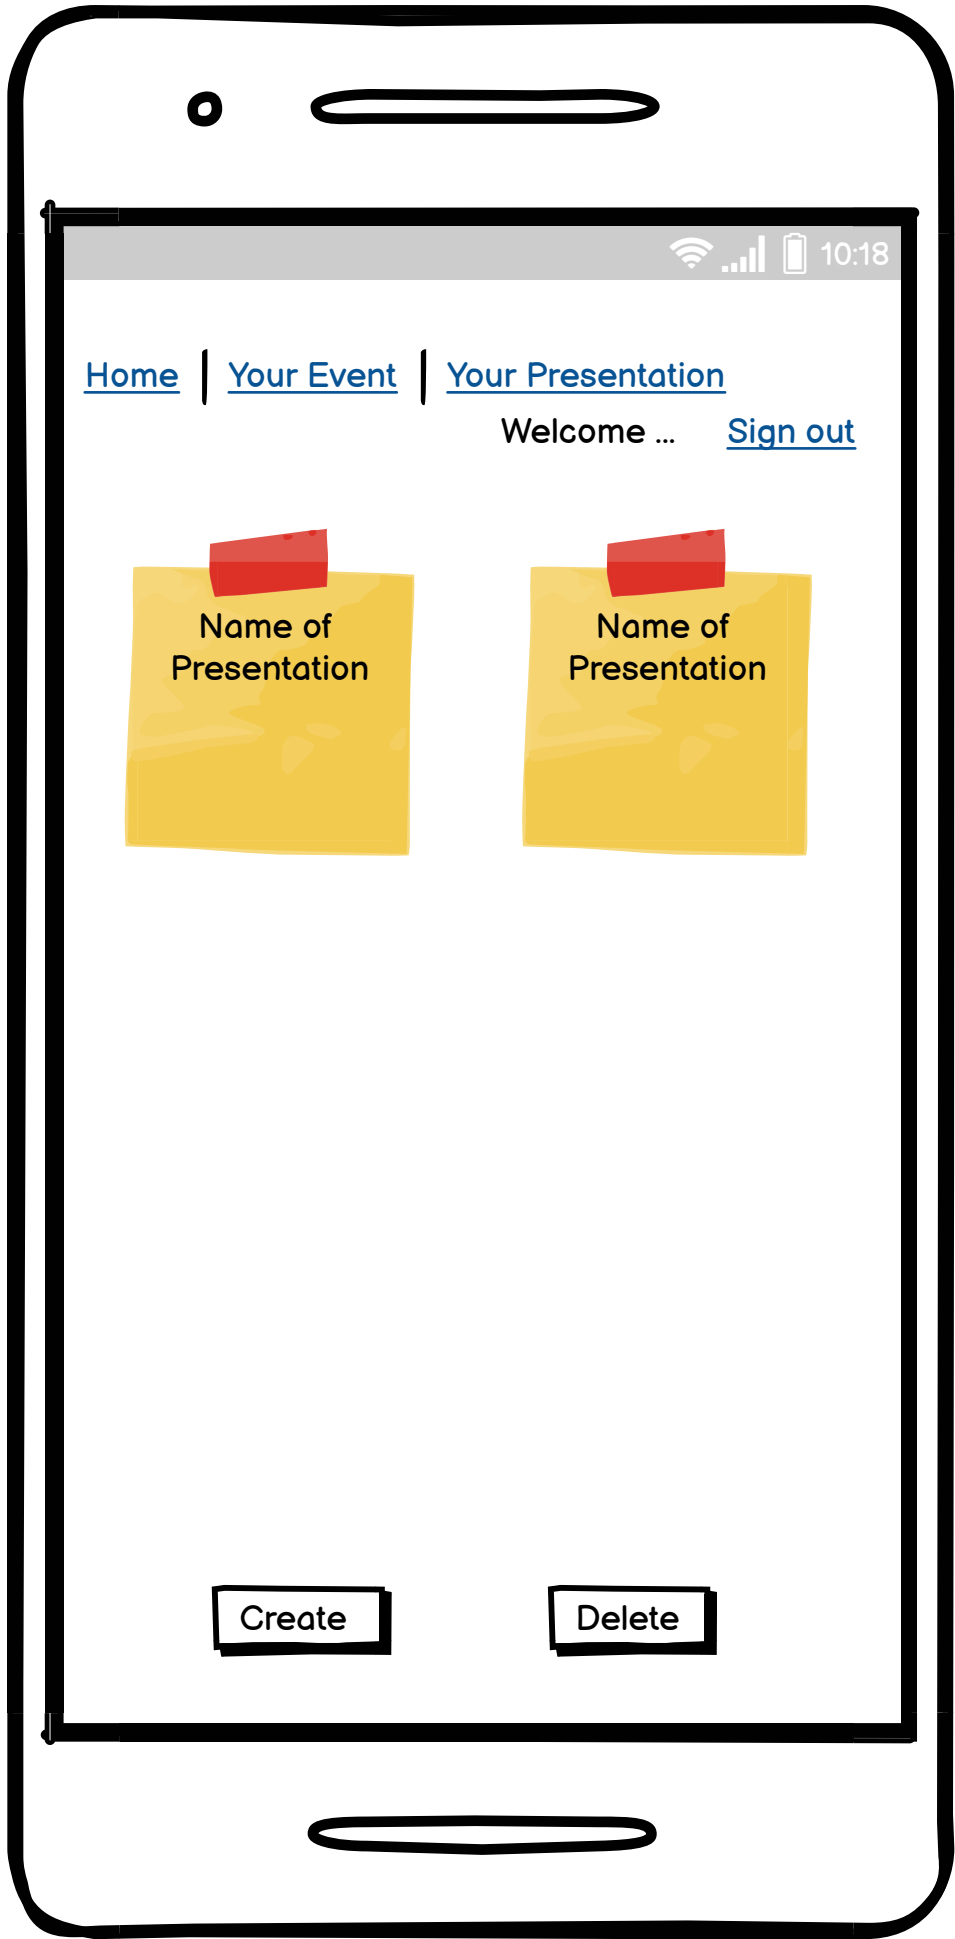 10:18
Home Your Event Your Presentation
Welcome ... Sign out
Name of
Presentation
Name of
Presentation
Create Delete